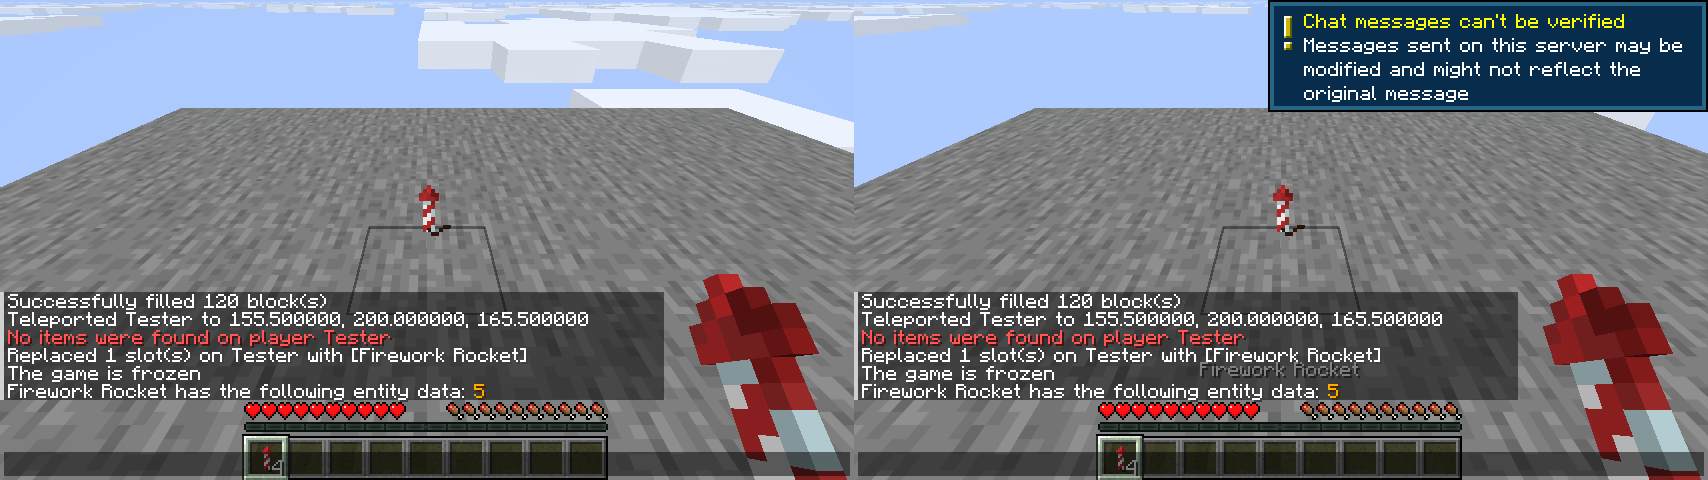 Successfully filled 120 block(s)
Teleported Tester to 155.500000, 200.000000, 165.500000
No items were found on player Tester
Replaced 1 slot(s) on Tester with [Firework Rocket]
The game is frozen
Firework Rocket has the following entity data: 5
4
Chat messages can't be verified
Messages sent on this server may be
modified and might not reflect the
original message
Successfully filled 120 block(s)
Teleported Tester to 155.500000, 200.000000, 165.500000
No items were found on player Tester
Replaced 1 slot(s) on Tester with [Firework Rocket]
The game is frozen
Firework Rocket
Firework Rocket has the following entity data: 5
4